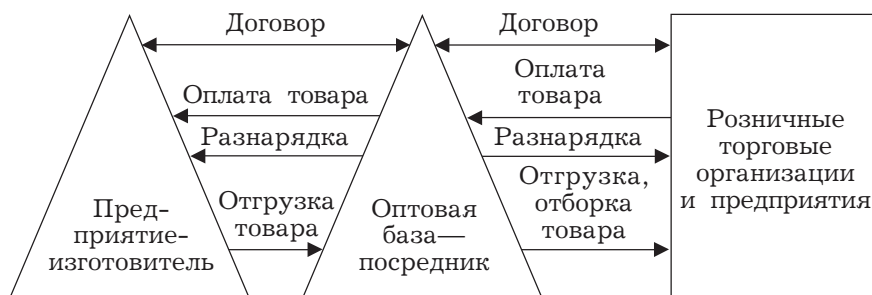 Договор
Договор
Оплата товара
Разнарядка
Оплата
товара
Разнарядка
Отгрузка
товара
Отгрузка,
отборка
товара
Пред-
приятие-
изготовитель
Оптовая
база—
посредник
Розничные
торговые
организации
и предприятия